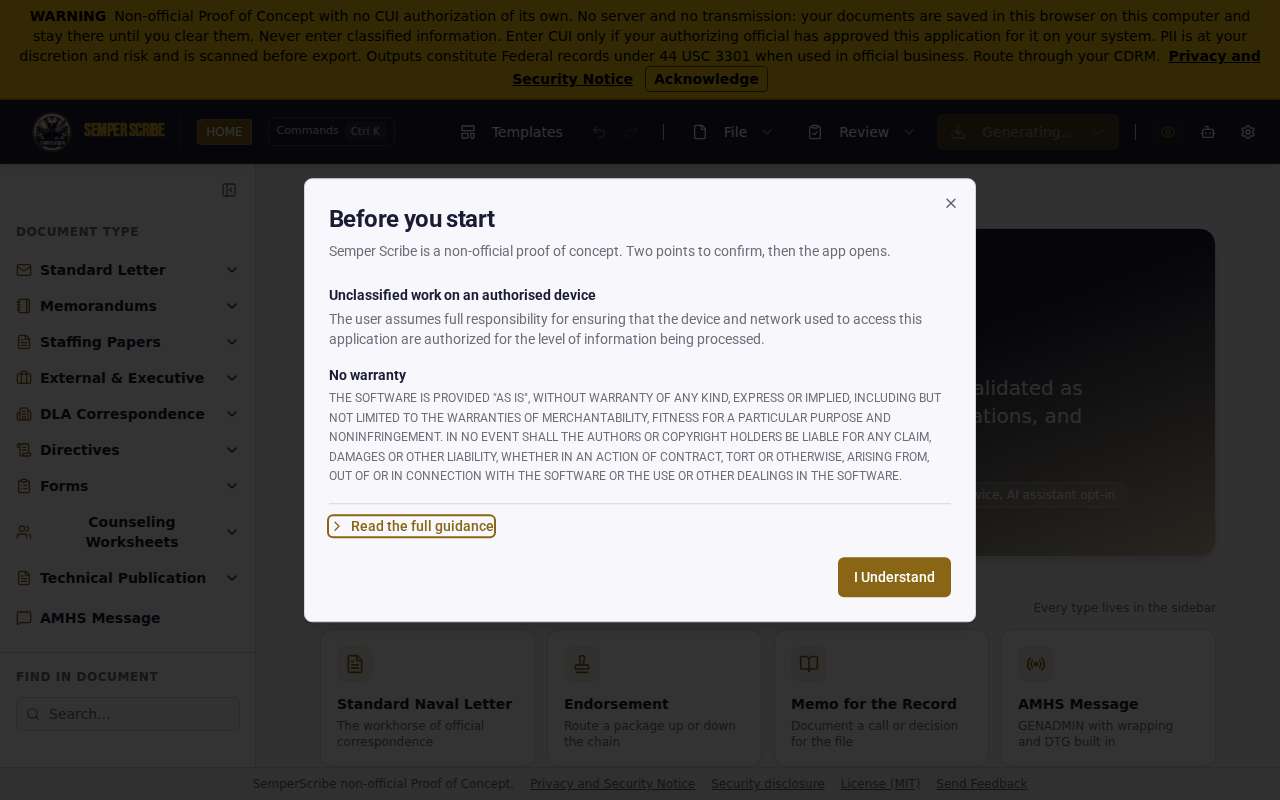 WARNING Non-official Proof of Concept with no CUI authorization of its own. No server and no transmission: your documents are saved in this browser on this computer and
stay there until you clear them. Never enter classified information. Enter CUI only if your authorizing official has approved this application for it on your system. PII is at your
discretion and risk and is scanned before export. Outputs constitute Federal records under 44 USC 3301 when used in official business. Route through your CDRM. Privacy and
Security Notice Acknowledge
SEMPER SCRIBE HOME Commands Ctrl K Templates File Review Generating...
DOCUMENT TYPE
Standard Letter
Memorandums
Staffing Papers
External & Executive
DLA Correspondence
Directives
Forms
Counseling
Worksheets
Technical Publication
AMHS Message
FIND IN DOCUMENT
Search...
Before you start
Semper Scribe is a non-official proof of concept. Two points to confirm, then the app opens.
Unclassified work on an authorised device
The user assumes full responsibility for ensuring that the device and network used to access this
application are authorized for the level of information being processed.
No warranty
THE SOFTWARE IS PROVIDED "AS IS", WITHOUT WARRANTY OF ANY KIND, EXPRESS OR IMPLIED, INCLUDING BUT
NOT LIMITED TO THE WARRANTIES OF MERCHANTABILITY, FITNESS FOR A PARTICULAR PURPOSE AND
NONINFRINGEMENT. IN NO EVENT SHALL THE AUTHORS OR COPYRIGHT HOLDERS BE LIABLE FOR ANY CLAIM,
DAMAGES OR OTHER LIABILITY, WHETHER IN AN ACTION OF CONTRACT, TORT OR OTHERWISE, ARISING FROM,
OUT OF OR IN CONNECTION WITH THE SOFTWARE OR THE USE OR OTHER DEALINGS IN THE SOFTWARE.
Read the full guidance
I Understand
alidated as
ations, and
vice, AI assistant opt-in
Every type lives in the sidebar
Standard Naval Letter
The workhorse of official
correspondence
Endorsement
Route a package up or down
the chain
Memo for the Record
Document a call or decision
for the file
AMHS Message
GENADMIN with wrapping
and DTG built in
SemperScribe non-official Proof of Concept. Privacy and Security Notice Security disclosure License (MIT) Send Feedback